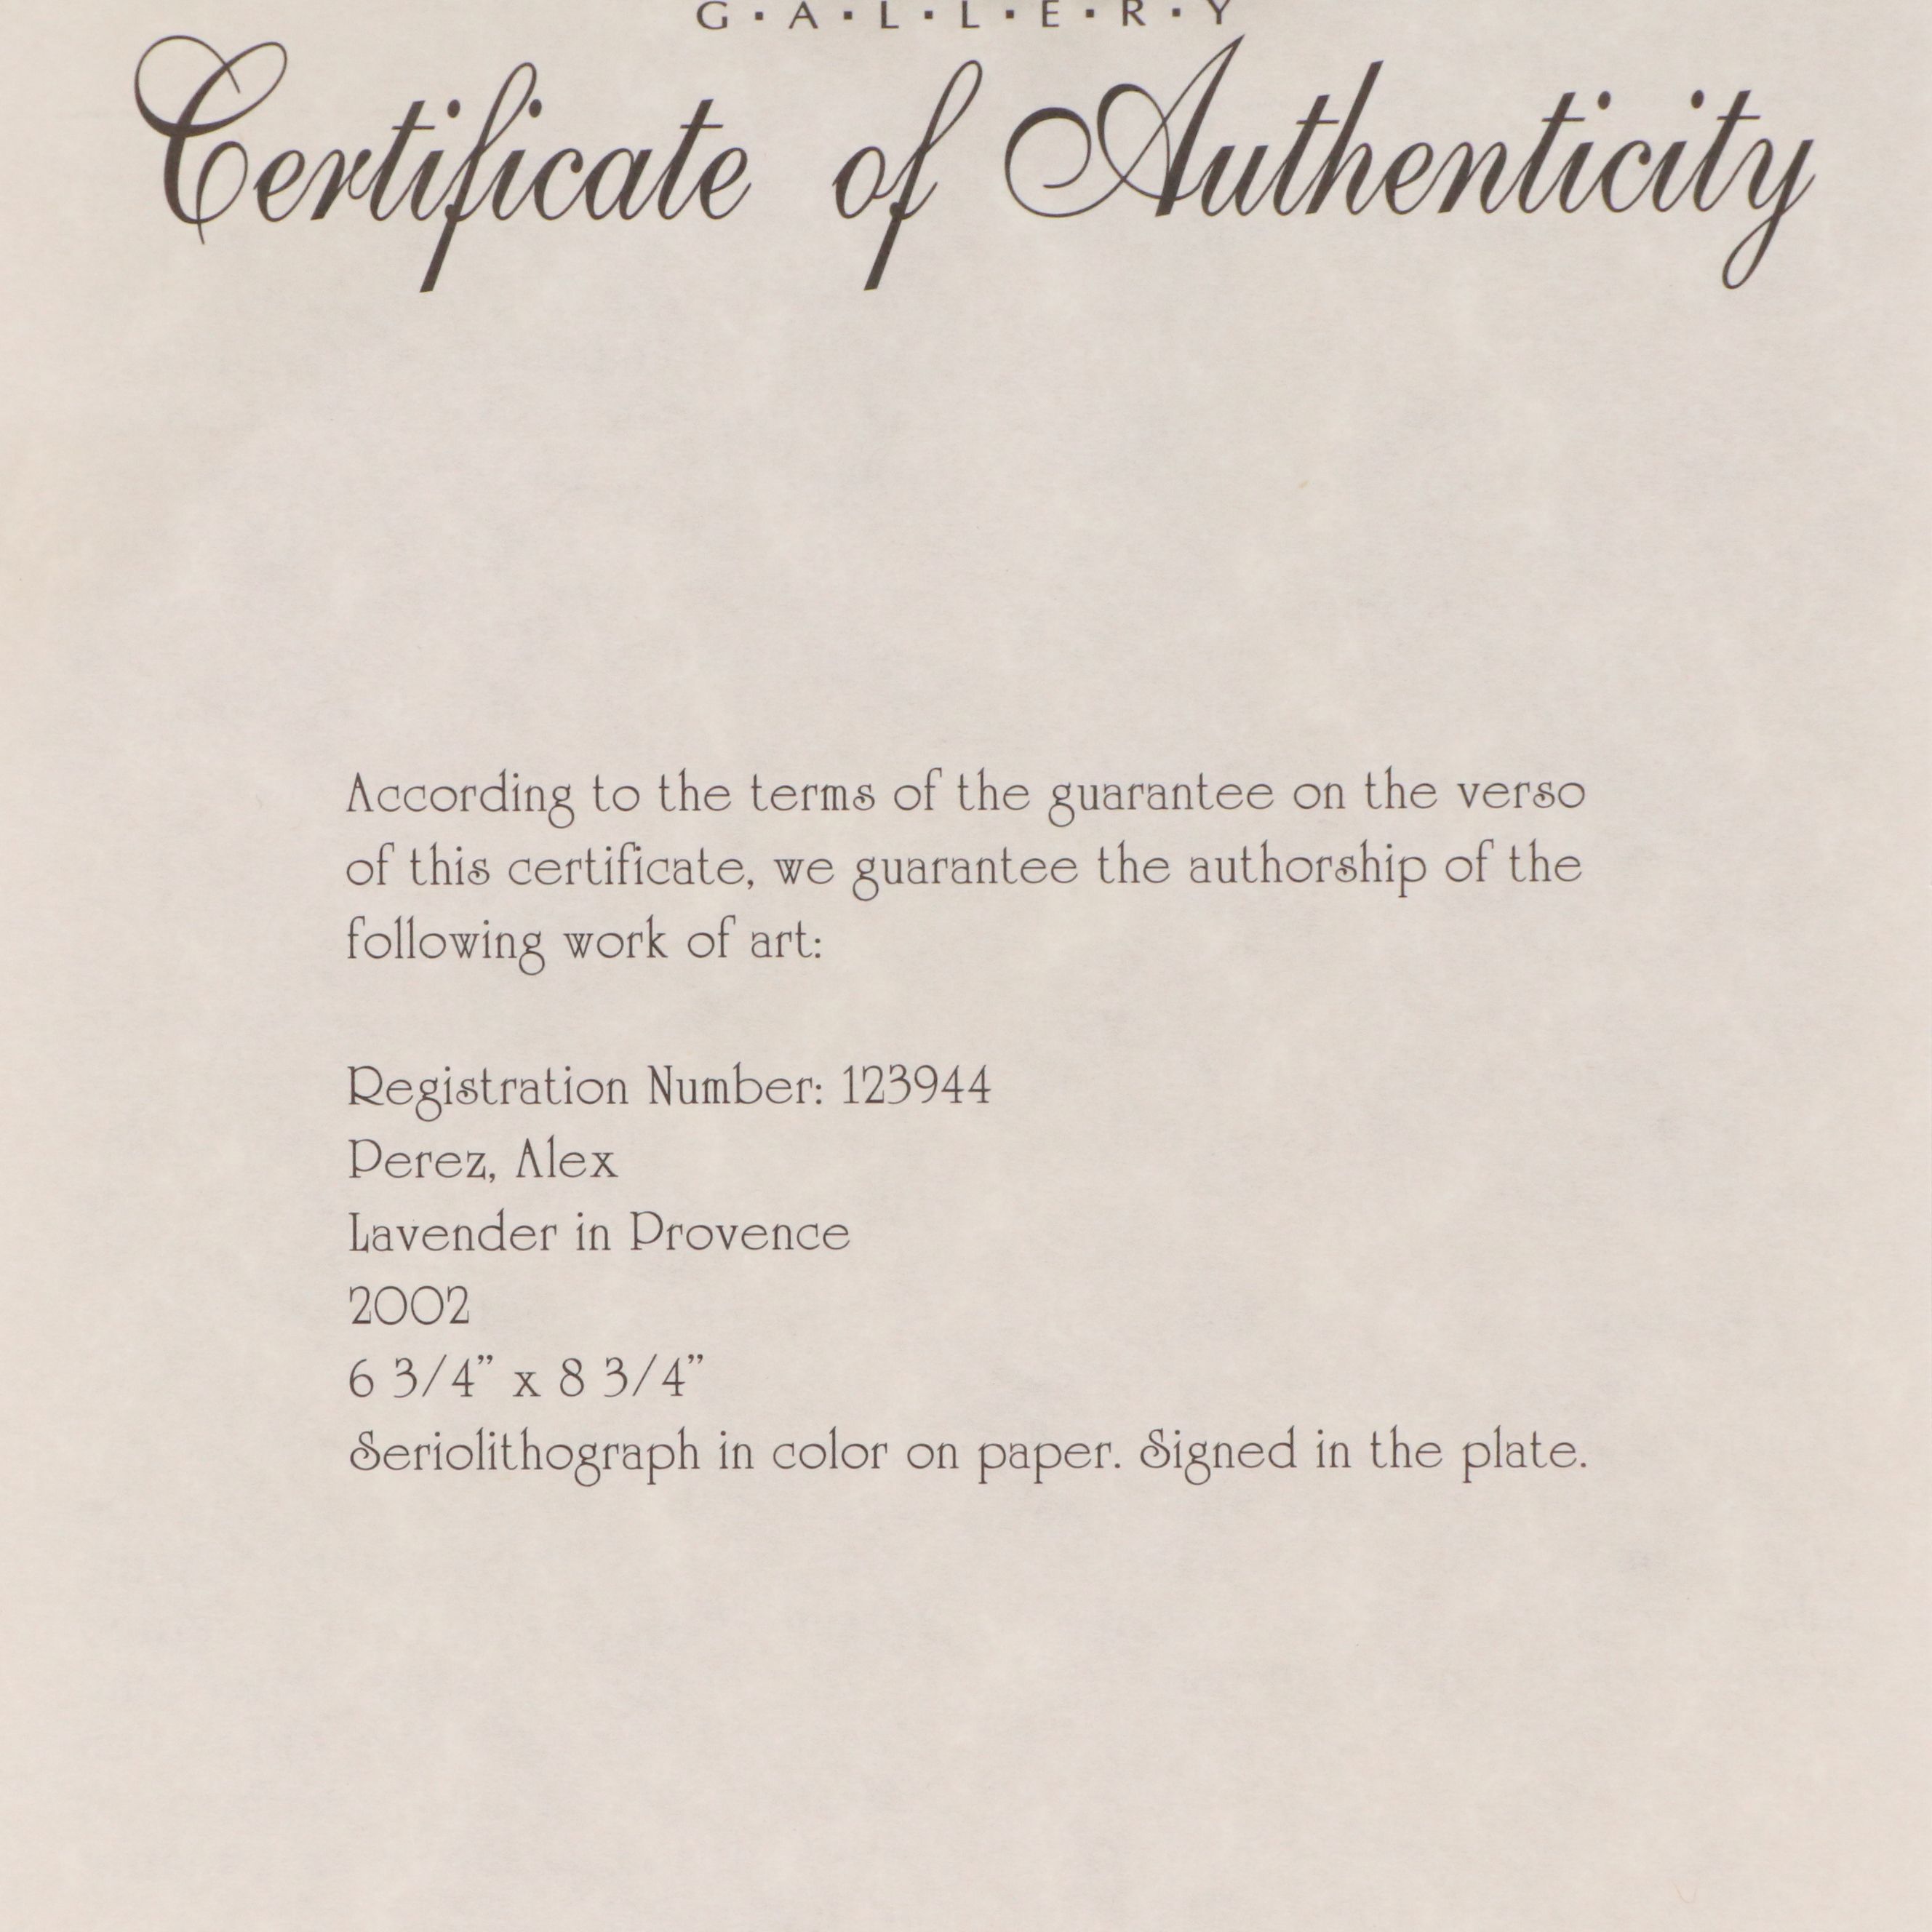 G·A·L·L·E·R·Y
Certificate of Authenticity
According to the terms of the guarantee on the verso
of this certificate, we guarantee the authorship of the
following work of art:
Registration Number: 123944
Perez, Alex
Lavender in Provence
2002
6 3/4” x 8 3/4”
Seriolithograph in color on paper. Signed in the plate.